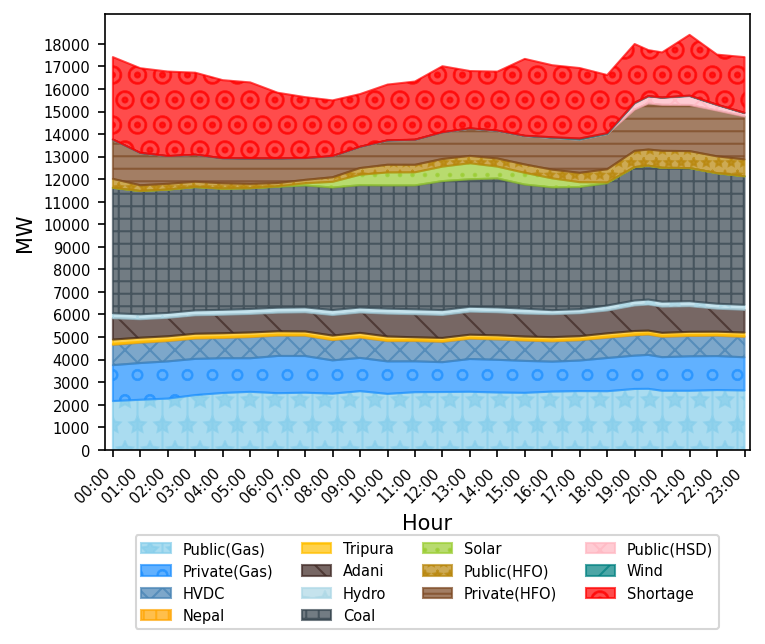 18000
17000
16000
15000
14000
13000
12000
11000
10000
9000
8000
7000
6000
5000
4000
3000
2000
1000
0
MW
00:00 01:00 02:00 03:00 04:00 05:00 06:00 07:00 08:00 09:00 10:00 11:00 12:00 13:00 14:00 15:00 16:00 17:00 18:00 19:00 20:00 21:00 22:00 23:00
Hour
Public(Gas) Tripura Solar Public(HSD)
Private(Gas) Adani Public(HFO) Wind
HVDC Hydro Private(HFO) Shortage
Nepal Coal